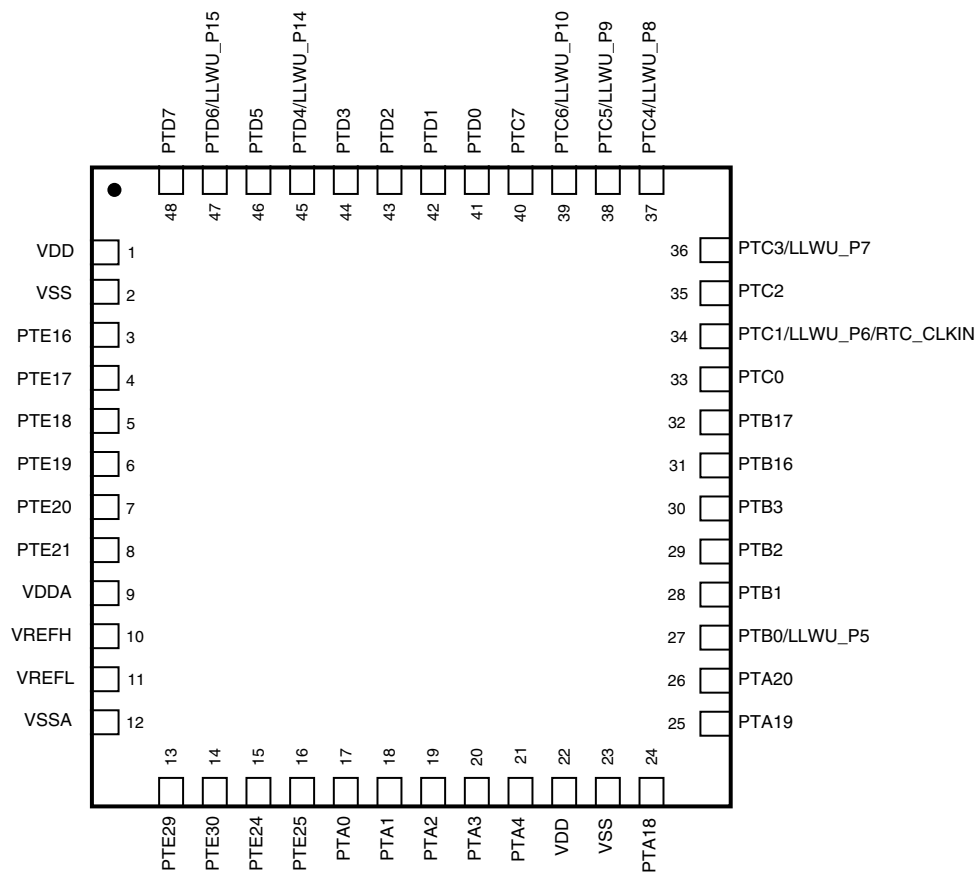 PTD7
PTD6/LLWU_P15
PTD5
PTD4/LLWU_P14
PTD3
PTD2
PTD1
PTD0
PTC7
PTC6/LLWU_P10
PTC5/LLWU_P9
PTC4/LLWU_P8
48
47
46
45
44
43
42
41
40
39
38
37
VDD 1
VSS 2
PTE16 3
PTE17 4
PTE18 5
PTE19 6
PTE20 7
PTE21 8
VDDA 9
VREFH 10
VREFL 11
VSSA 12
36 PTC3/LLWU_P7
35 PTC2
34 PTC1/LLWU_P6/RTC_CLKIN
33 PTC0
32 PTB17
31 PTB16
30 PTB3
29 PTB2
28 PTB1
27 PTB0/LLWU_P5
26 PTA20
25 PTA19
13
14
15
16
17
18
19
20
21
22
23
24
PTE29
PTE30
PTE24
PTE25
PTA0
PTA1
PTA2
PTA3
PTA4
VDD
VSS
PTA18